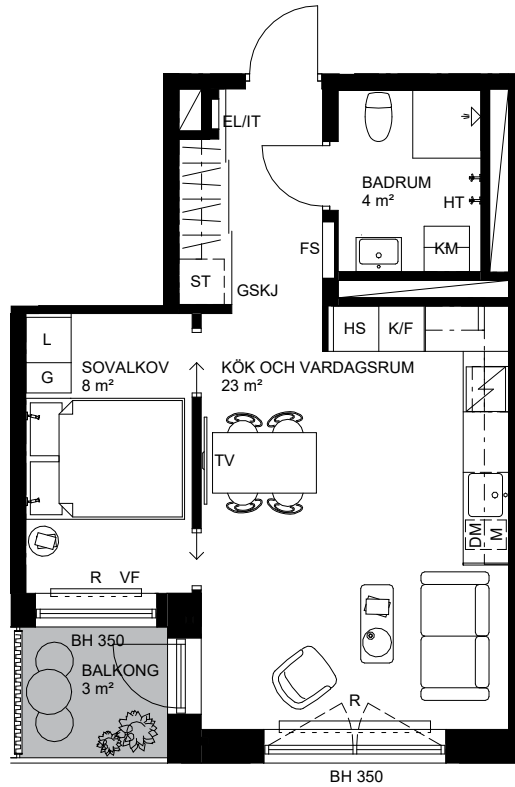 EL/IT
BADRUM
4 m²
HT
FS
KM
ST
GSKJ
HS
K/F
L
G
SOVALKOV
8 m²
KÖK OCH VARDAGSRUM
23 m²
TV
DM
M
R
VF
BH 350
BALKONG
3 m²
R
BH 350